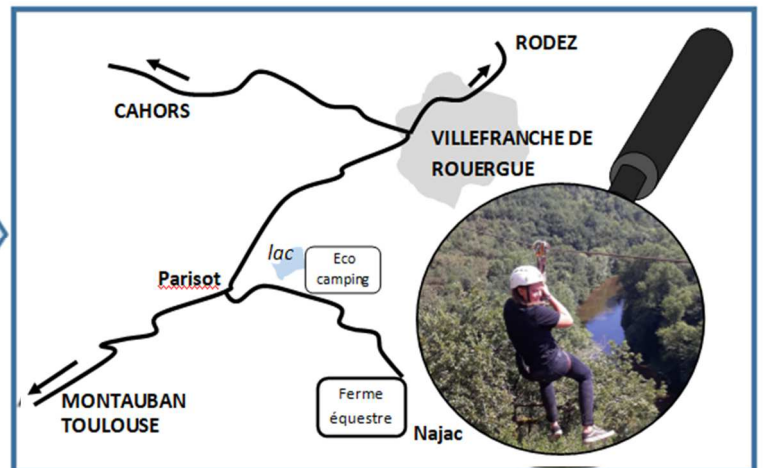 RODEZ
CAHORS
VILLEFRANCHE DE
ROUERGUE
lac
Eco
camping
Parisot
Ferme
équestre
MONTAUBAN
TOULOUSE
Najac